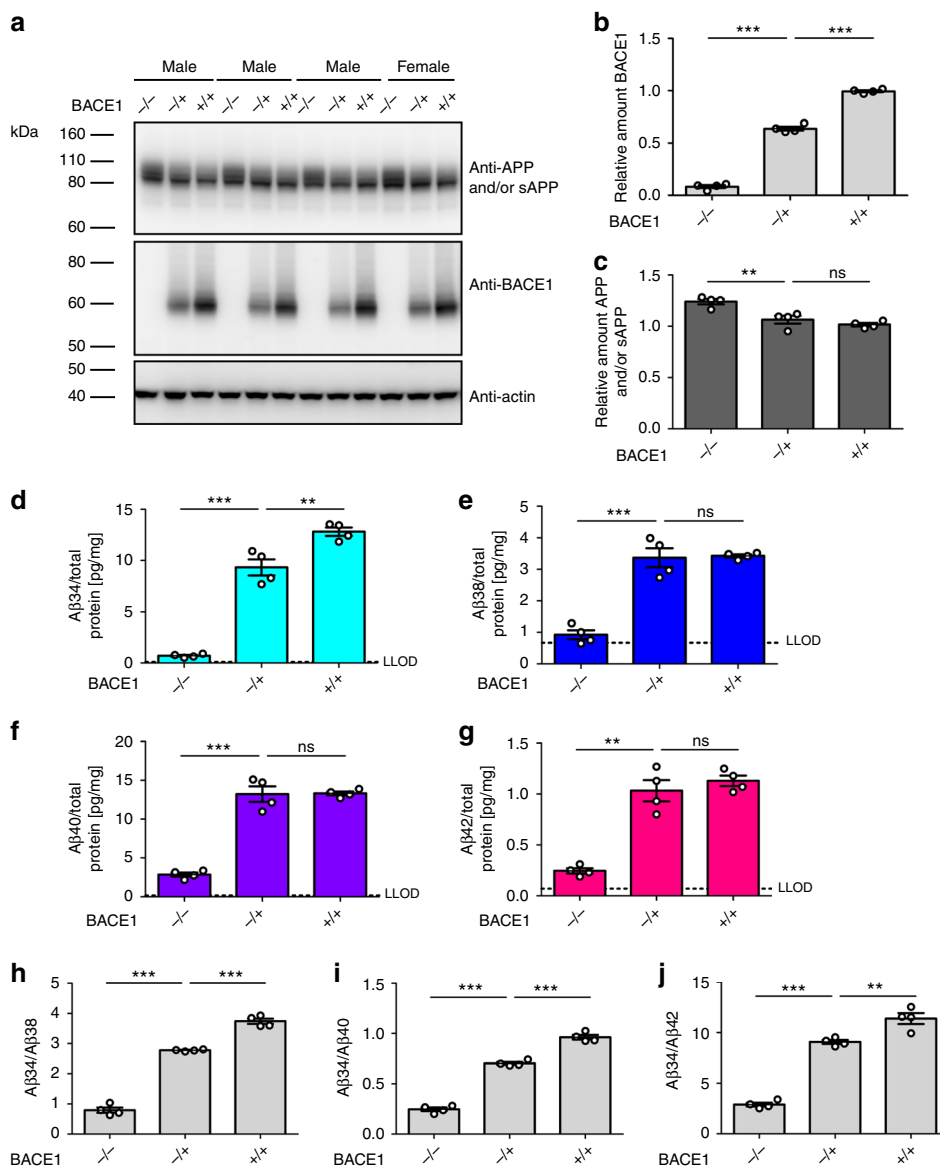 a
Male Male Male Female
BACE1 –/– –/+ +/+ –/– –/+ +/+ –/– –/+ +/+ –/– –/+ +/+
kDa
160
110
80
60
Anti-APP
and/or sAPP
80
60
50
Anti-BACE1
50
40
Anti-actin
b
*** ***
Relative amount BACE1
1.5
1.0
0.5
0.0
BACE1 –/– –/+ +/+
c
** ns
Relative amount APP
and/or sAPP
1.5
1.0
0.5
0.0
BACE1 –/– –/+ +/+
d
*** **
Aβ34/total
protein [pg/mg]
15
10
5
0
LLOD
BACE1 –/– –/+ +/+
e
*** ns
Aβ38/total
protein [pg/mg]
5
4
3
2
1
0
LLOD
BACE1 –/– –/+ +/+
f
*** ns
Aβ40/total
protein [pg/mg]
20
15
10
5
0
LLOD
BACE1 –/– –/+ +/+
g
** ns
Aβ42/total
protein [pg/mg]
1.5
1.0
0.5
0.0
LLOD
BACE1 –/– –/+ +/+
h
*** ***
Aβ34/Aβ38
5
4
3
2
1
0
BACE1 –/– –/+ +/+
i
*** ***
Aβ34/Aβ40
1.5
1.0
0.5
0.0
BACE1 –/– –/+ +/+
j
*** **
Aβ34/Aβ42
15
10
5
0
BACE1 –/– –/+ +/+